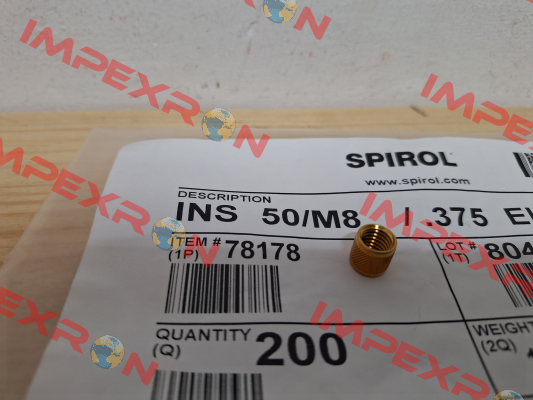 SPIROL
www.spirol.com
DESCRIPTION
INS 50/M8 / .375
ITEM # 78178
(1P)
LOT # 804
(1T)
QUANTITY 200
(Q)
WEIGHT
(2Q)
IMPEXRON
IMPEXRON
IMPEXRON
IMPEXRON
IMPEXRON